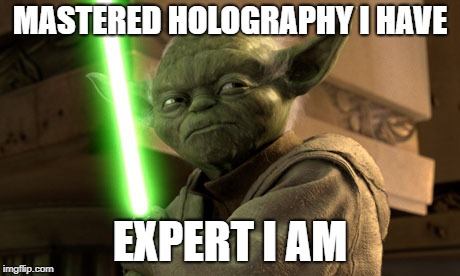 MASTERED HOLOGRAPHY I HAVE
EXPERT I AM
imgflip.com